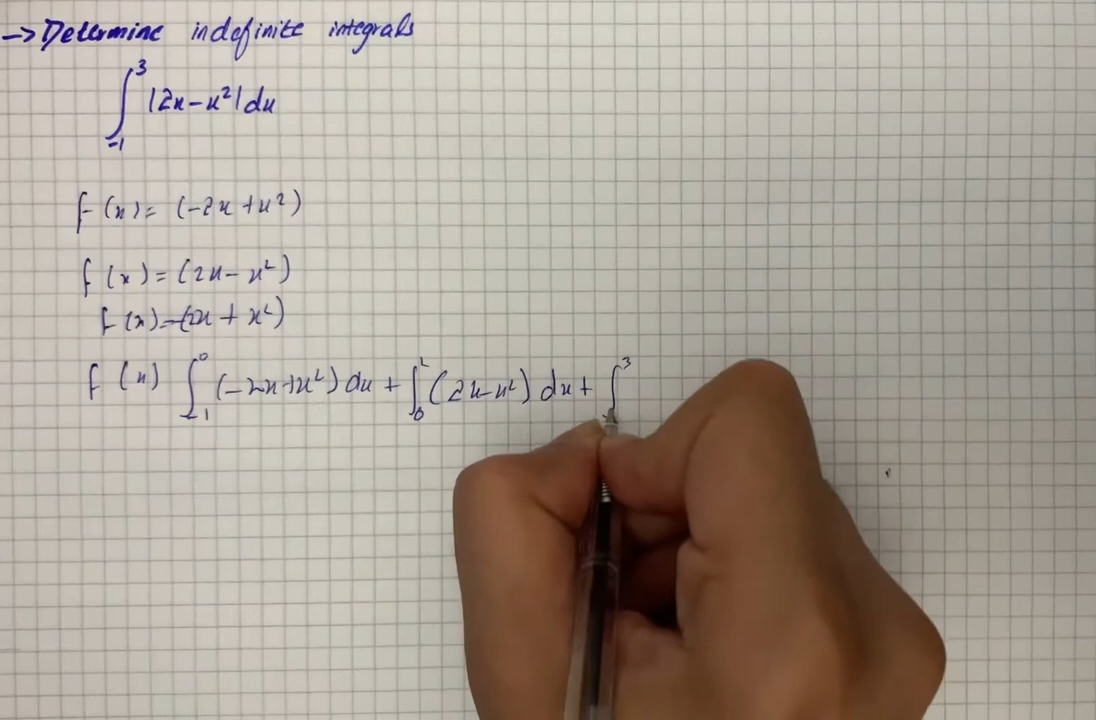 → Determine indefinite integrals
∫₋₁³ |2x-x²| dx
f(x) = (-2x+x²)
f(x) = (2x-x²)
f(x) = (2x+x²)
f(x) ∫₋₁⁰ (-2x+x²) dx + ∫₀² (2x-x²) dx + ∫³